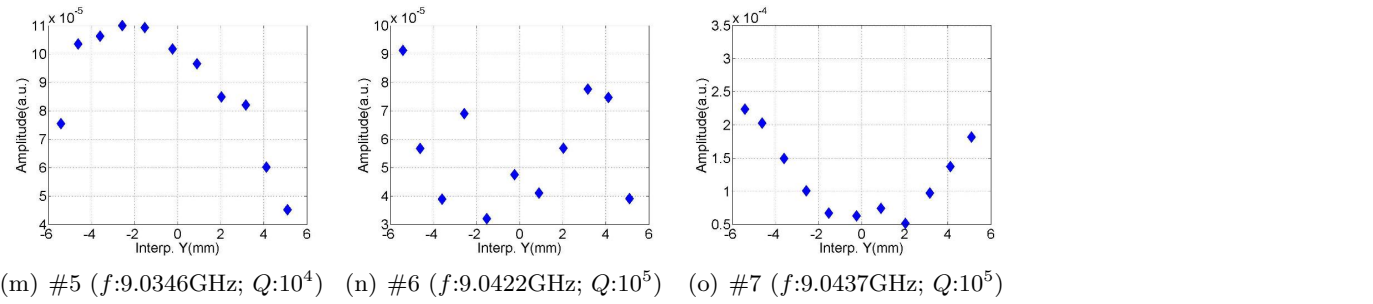 x 10^-5
11
10
9
8
7
6
5
4
-6 -4 -2 0 2 4 6
Amplitude(a.u.)
Interp. Y(mm)
(m) #5 (f:9.0346GHz; Q:10^4)
x 10^-5
10
9
8
7
6
5
4
3
-6 -4 -2 0 2 4 6
Amplitude(a.u.)
Interp. Y(mm)
(n) #6 (f:9.0422GHz; Q:10^5)
x 10^-4
3.5
3
2.5
2
1.5
1
0.5
-6 -4 -2 0 2 4 6
Amplitude(a.u.)
Interp. Y(mm)
(o) #7 (f:9.0437GHz; Q:10^5)